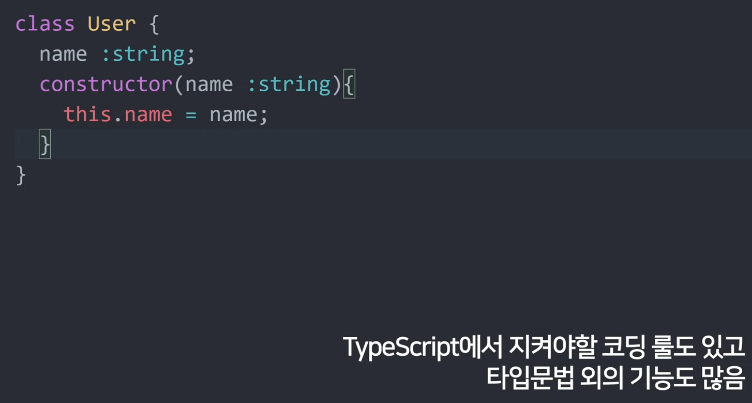 class User {
  name :string;
  constructor(name :string){
    this.name = name;
  }
}
TypeScript에서 지켜야할 코딩 룰도 있고
타입문법 외의 기능도 많음